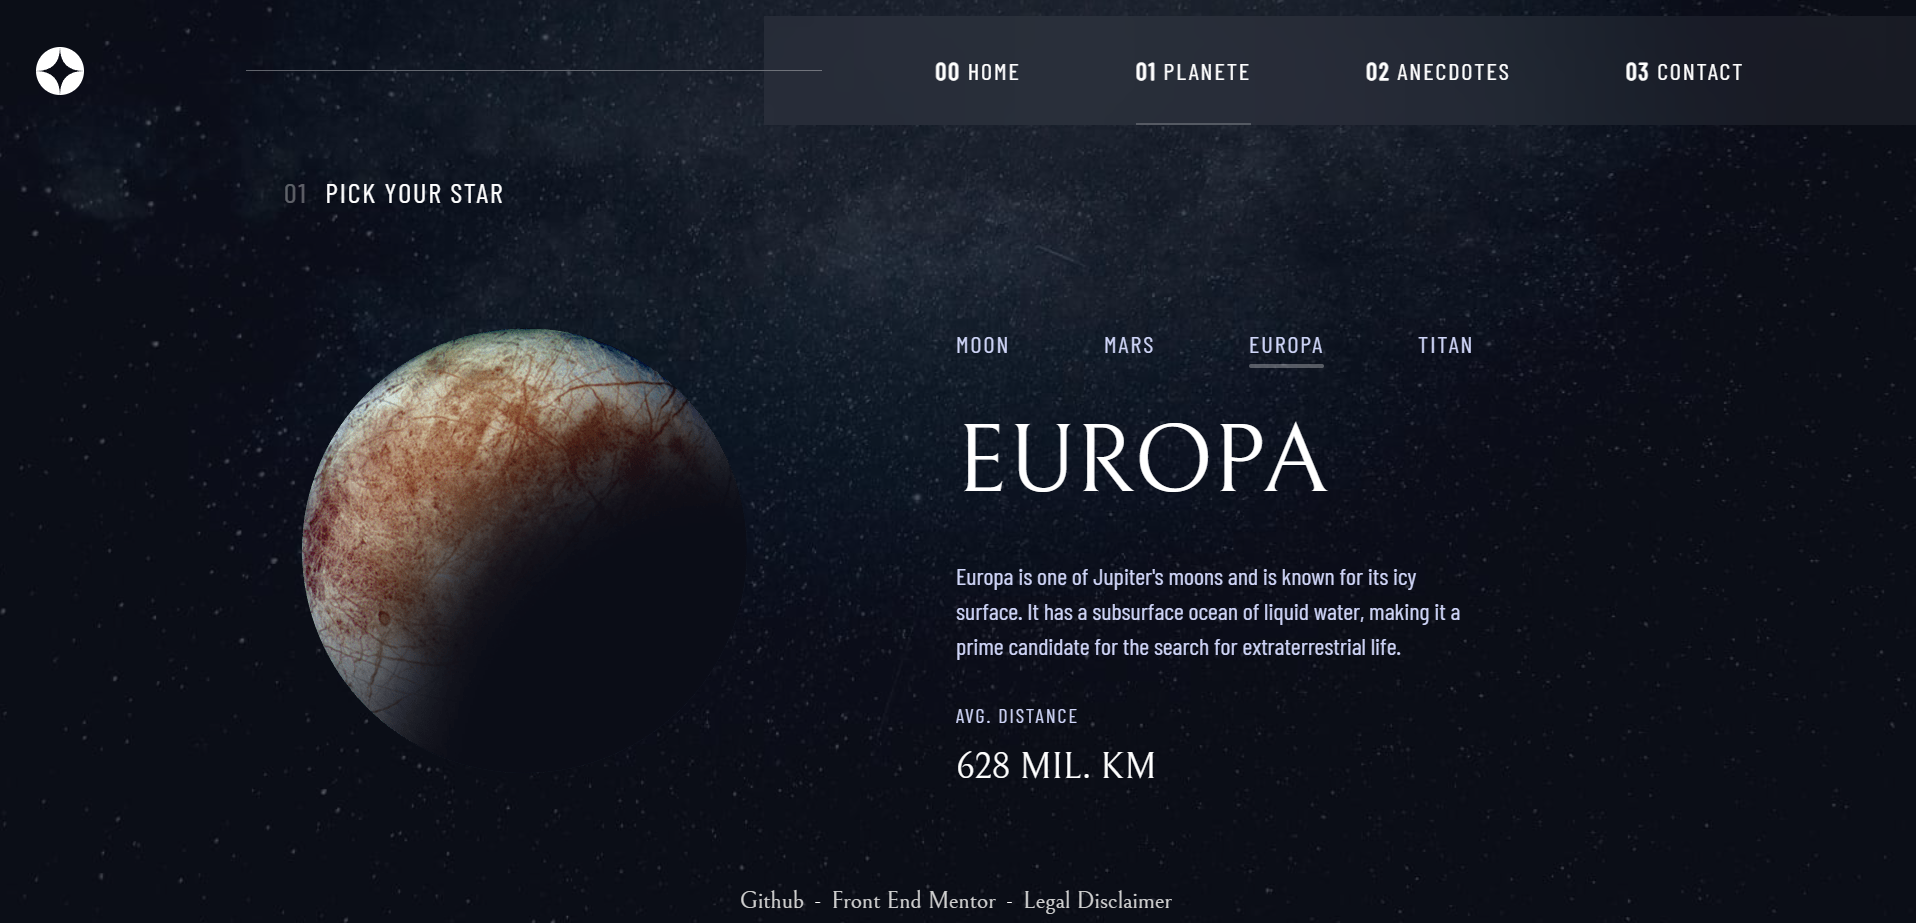 00 HOME 01 PLANETE 02 ANECDOTES 03 CONTACT
01 PICK YOUR STAR
MOON MARS EUROPA TITAN
EUROPA
Europa is one of Jupiter's moons and is known for its icy
surface. It has a subsurface ocean of liquid water, making it a
prime candidate for the search for extraterrestrial life.
AVG. DISTANCE
628 MIL. KM
Github - Front End Mentor - Legal Disclaimer